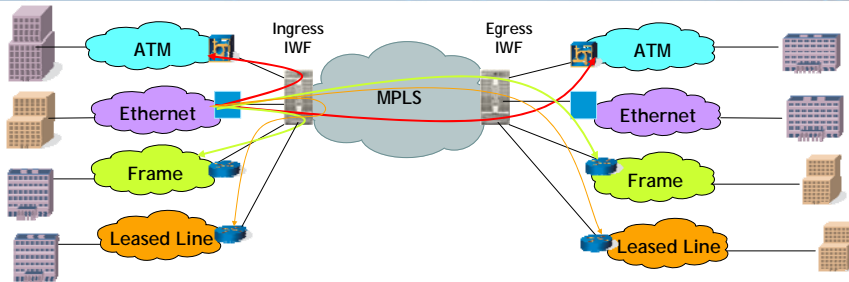 Ingress
IWF
Egress
IWF
ATM
ATM
MPLS
Ethernet
Ethernet
Frame
Frame
Leased Line
Leased Line